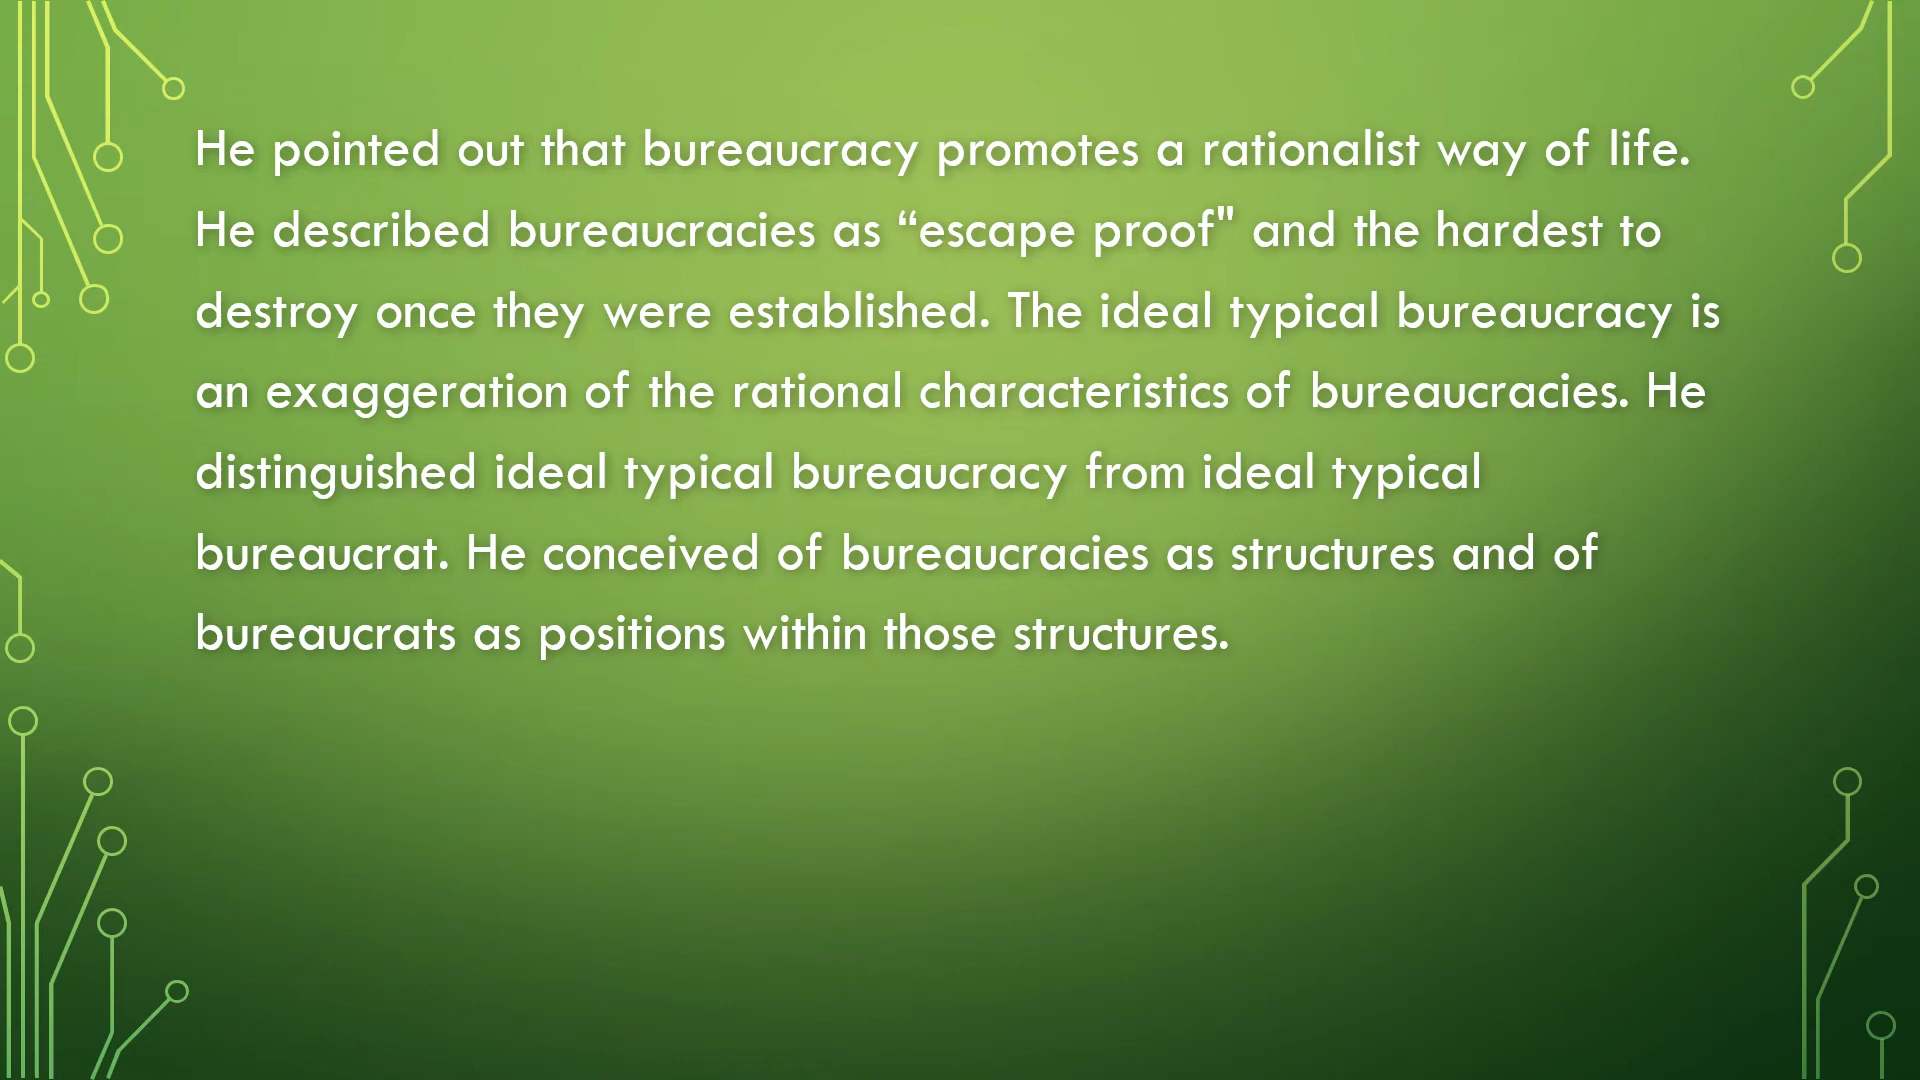 He pointed out that bureaucracy promotes a rationalist way of life.
He described bureaucracies as “escape proof" and the hardest to
destroy once they were established. The ideal typical bureaucracy is
an exaggeration of the rational characteristics of bureaucracies. He
distinguished ideal typical bureaucracy from ideal typical
bureaucrat. He conceived of bureaucracies as structures and of
bureaucrats as positions within those structures.